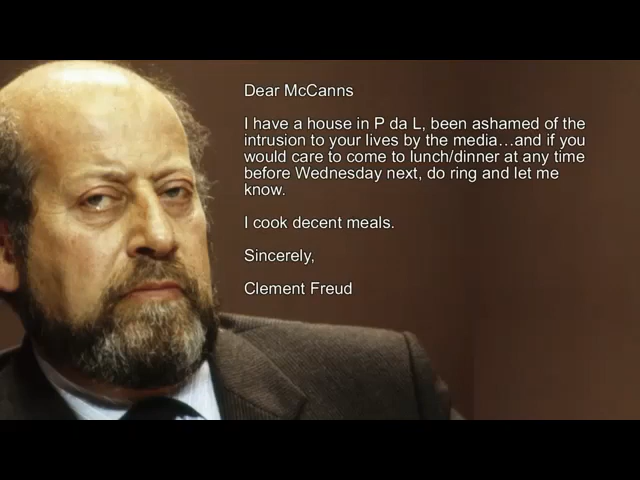 Dear McCanns
I have a house in P da L, been ashamed of the
intrusion to your lives by the media…and if you
would care to come to lunch/dinner at any time
before Wednesday next, do ring and let me
know.
I cook decent meals.
Sincerely,
Clement Freud